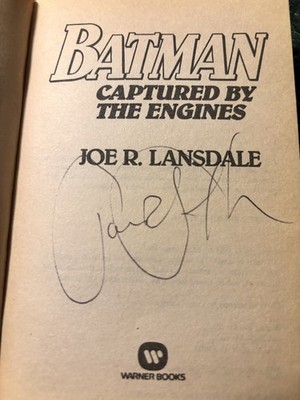 BATMAN
CAPTURED BY
THE ENGINES
JOE R. LANSDALE
WARNER BOOKS